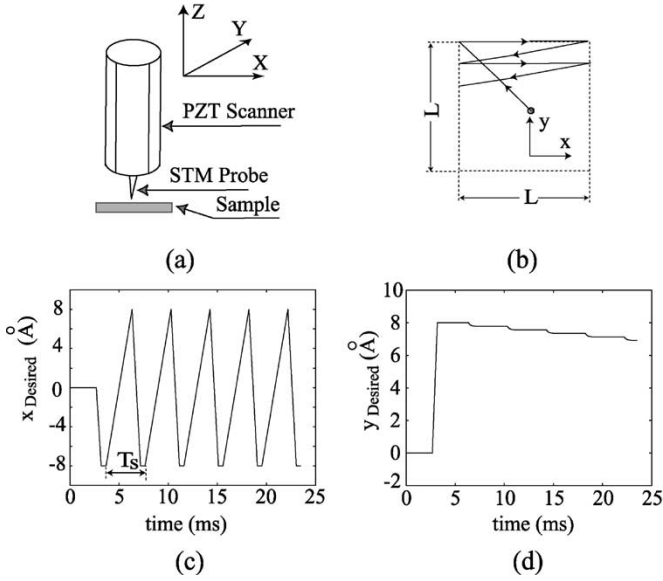 Z
Y
X
PZT Scanner
STM Probe
Sample
(a)
L
y
x
L
(b)
x Desired (Å)
8
4
0
-4
-8
Ts
0 5 10 15 20 25
time (ms)
(c)
y Desired (Å)
10
8
6
4
2
0
-2
0 5 10 15 20 25
time (ms)
(d)